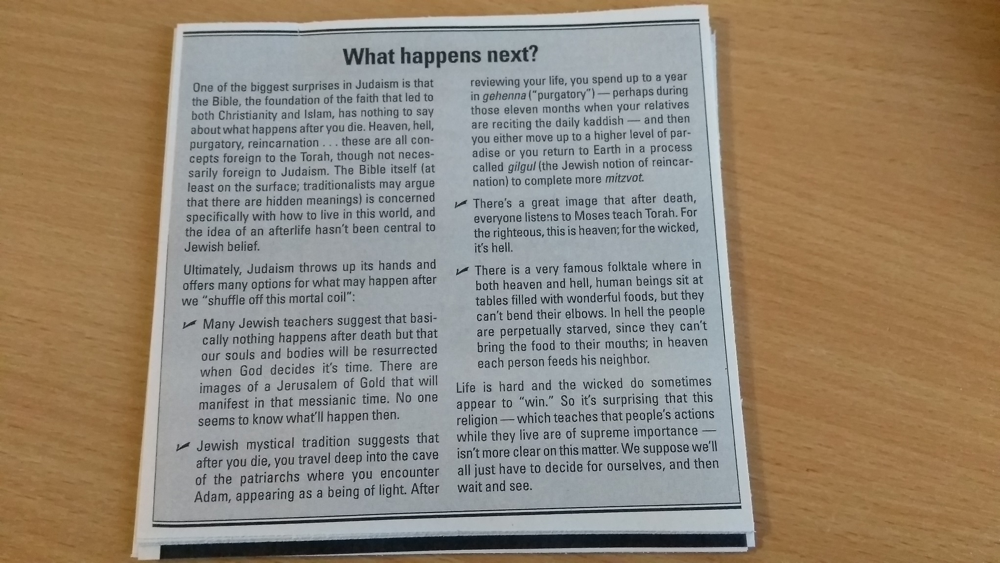 What happens next?
One of the biggest surprises in Judaism is that
the Bible, the foundation of the faith that led to
both Christianity and Islam, has nothing to say
about what happens after you die. Heaven, hell,
purgatory, reincarnation . . . these are all con-
cepts foreign to the Torah, though not neces-
sarily foreign to Judaism. The Bible itself (at
least on the surface; traditionalists may argue
that there are hidden meanings) is concerned
specifically with how to live in this world, and
the idea of an afterlife hasn't been central to
Jewish belief.
Ultimately, Judaism throws up its hands and
offers many options for what may happen after
we “shuffle off this mortal coil”:
✓ Many Jewish teachers suggest that basi-
cally nothing happens after death but that
our souls and bodies will be resurrected
when God decides it's time. There are
images of a Jerusalem of Gold that will
manifest in that messianic time. No one
seems to know what'll happen then.
✓ Jewish mystical tradition suggests that
after you die, you travel deep into the cave
of the patriarchs where you encounter
Adam, appearing as a being of light. After
reviewing your life, you spend up to a year
in gehenna (“purgatory”) — perhaps during
those eleven months when your relatives
are reciting the daily kaddish — and then
you either move up to a higher level of par-
adise or you return to Earth in a process
called gilgul (the Jewish notion of reincar-
nation) to complete more mitzvot.
✓ There's a great image that after death,
everyone listens to Moses teach Torah. For
the righteous, this is heaven; for the wicked,
it's hell.
✓ There is a very famous folktale where in
both heaven and hell, human beings sit at
tables filled with wonderful foods, but they
can't bend their elbows. In hell the people
are perpetually starved, since they can't
bring the food to their mouths; in heaven
each person feeds his neighbor.
Life is hard and the wicked do sometimes
appear to “win.” So it's surprising that this
religion — which teaches that people's actions
while they live are of supreme importance —
isn't more clear on this matter. We suppose we'll
all just have to decide for ourselves, and then
wait and see.